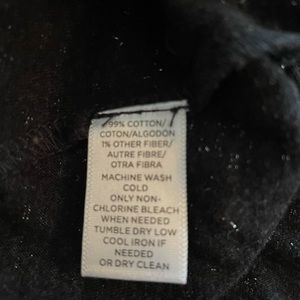 99% COTTON/
COTON/ALGODON
1% OTHER FIBER/
AUTRE FIBRE/
OTRA FIBRA
MACHINE WASH
COLD
ONLY NON-
CHLORINE BLEACH
WHEN NEEDED
TUMBLE DRY LOW
COOL IRON IF
NEEDED
OR DRY CLEAN